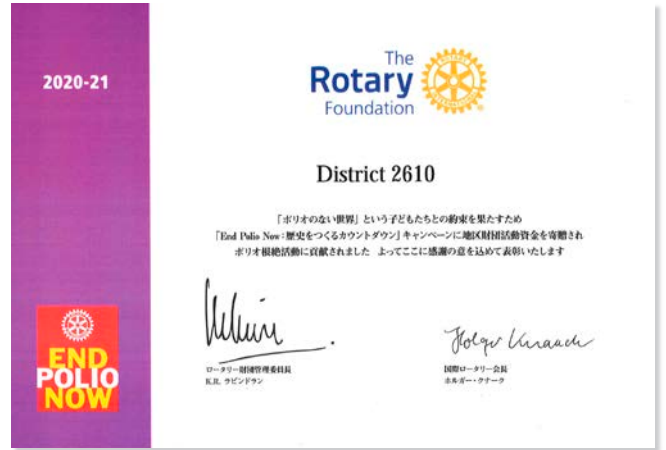 2020-21
The
Rotary
Foundation
District 2610
「ポリオのない世界」という子どもたちとの約束を果たすため
「End Polio Now：歴史をつくるカウントダウン」キャンペーンに地区財団活動資金を寄贈され
ポリオ根絶活動に貢献されました よってここに感謝の意を込めて表彰いたします
Holger Knaack
ロータリー財団管理委員長
K.R. ラビンドラン
国際ロータリー会長
ホルガー・クナーク
END
POLIO
NOW